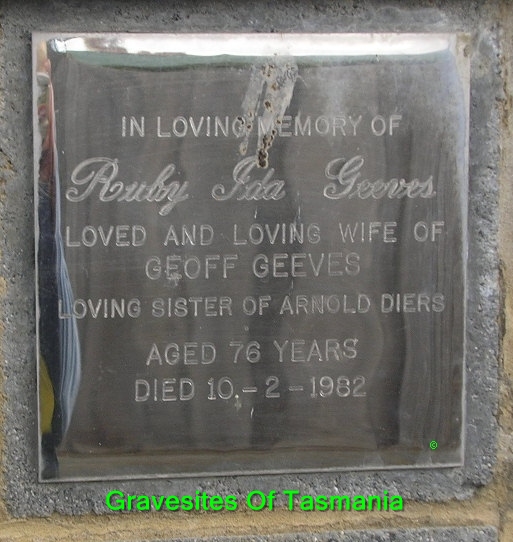 IN LOVING MEMORY OF
Ruby Ida Geeves
LOVED AND LOVING WIFE OF
GEOFF GEEVES
LOVING SISTER OF ARNOLD DIERS
AGED 76 YEARS
DIED 10.-2-1982
©
Gravesites Of Tasmania